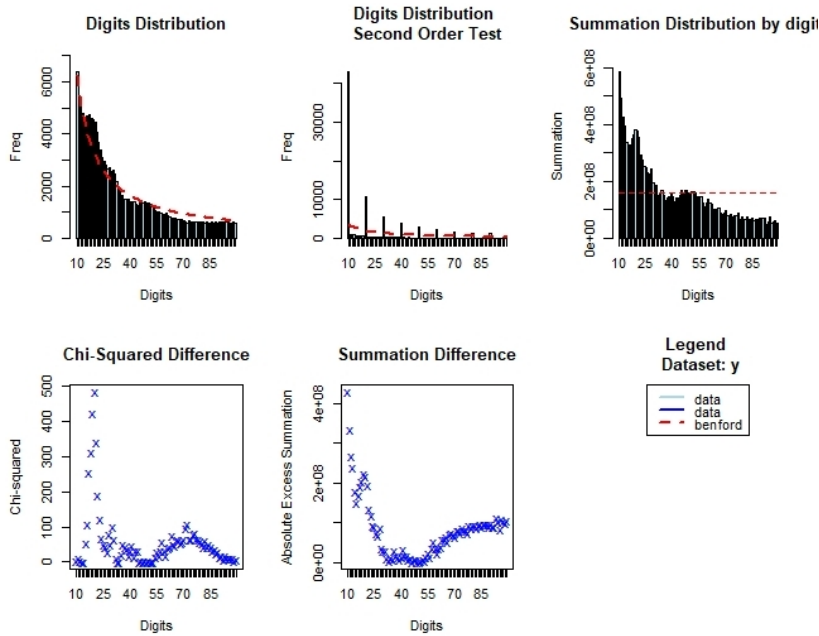 Digits Distribution
Freq
0 2000 4000 6000
10 25 40 55 70 85
Digits
Digits Distribution
Second Order Test
Freq
0 10000 30000
10 25 40 55 70 85
Digits
Summation Distribution by digit
Summation
0e+00 2e+08 4e+08 6e+08
10 25 40 55 70 85
Digits
Chi-Squared Difference
Chi-squared
0 100 200 300 400 500
10 25 40 55 70 85
Digits
Summation Difference
Absolute Excess Summation
0e+00 2e+08 4e+08
10 25 40 55 70 85
Digits
Legend
Dataset: y
data
data
benford